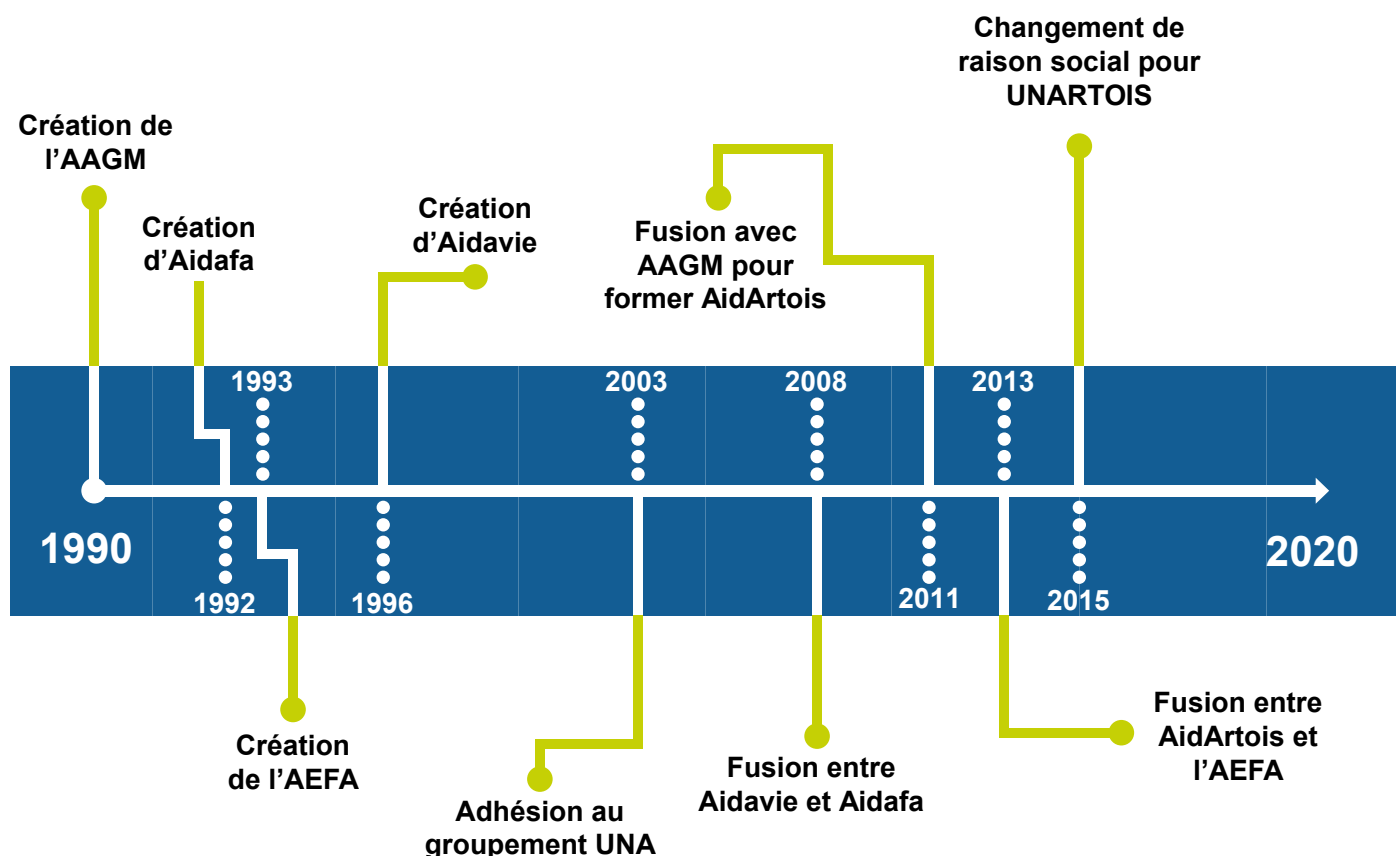 Changement de
raison social pour
UNARTOIS
Création de
l'AAGM
Création
d'Aidafa
Création
d'Aidavie
Fusion avec
AAGM pour
former AidArtois
1993
2003
2008
2013
1990
2020
1992
1996
2011
2015
Création
de l'AEFA
Adhésion au
groupement UNA
Fusion entre
Aidavie et Aidafa
Fusion entre
AidArtois et
l'AEFA